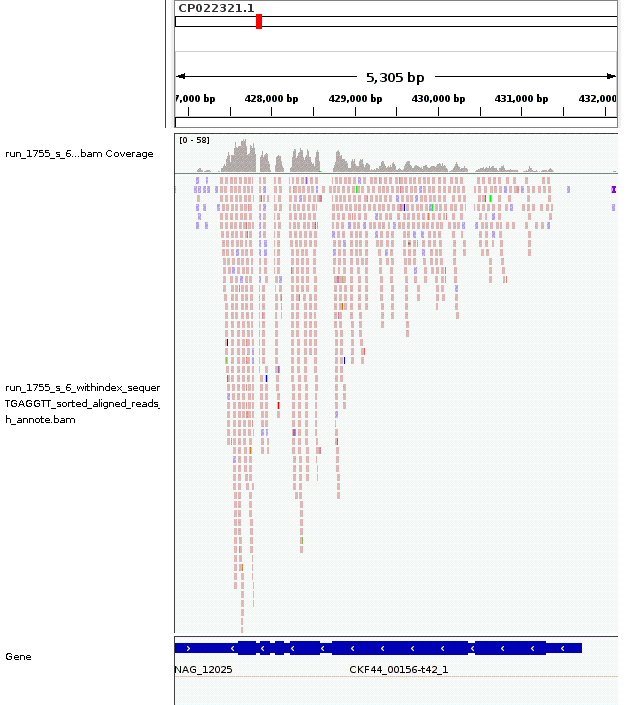 CP022321.1
5,305 bp
7,000 bp 428,000 bp 429,000 bp 430,000 bp 431,000 bp 432,000
[0 - 58]
run_1755_s_6...bam Coverage
run_1755_s_6_withindex_sequer
TGAGGTT_sorted_aligned_reads_
h_annote.bam
Gene
NAG_12025 CKF44_00156-t42_1